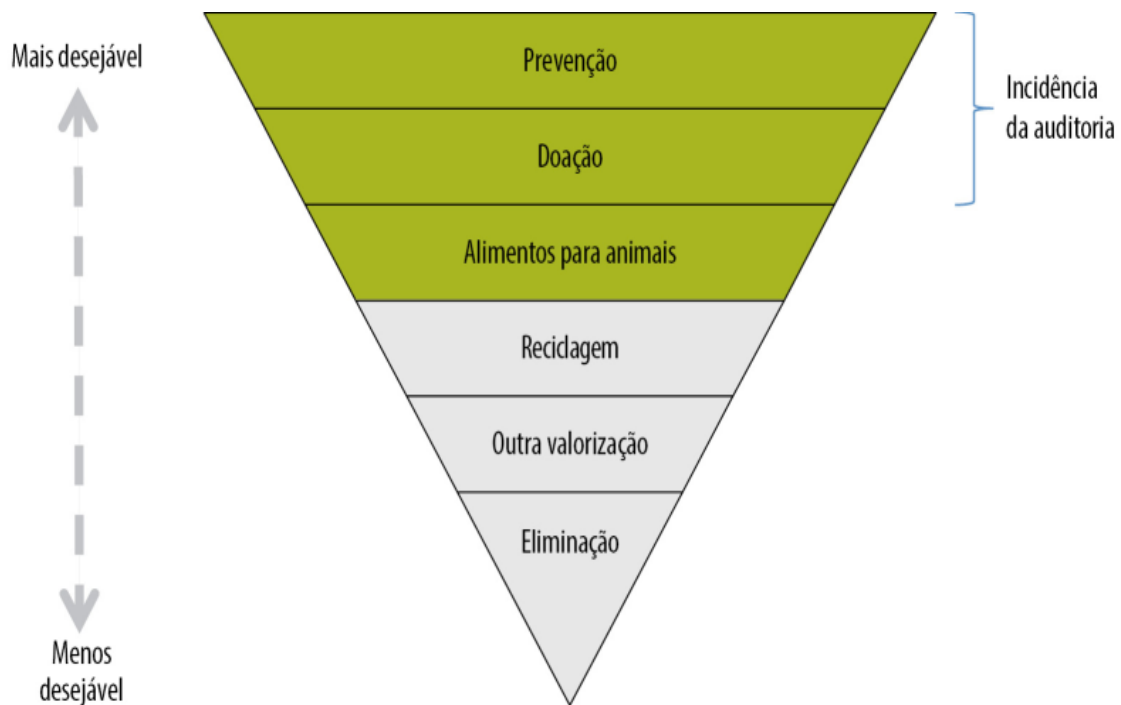 Mais desejável
Prevenção
Doação
Incidência
da auditoria
Alimentos para animais
Reciclagem
Outra valorização
Eliminação
Menos
desejável